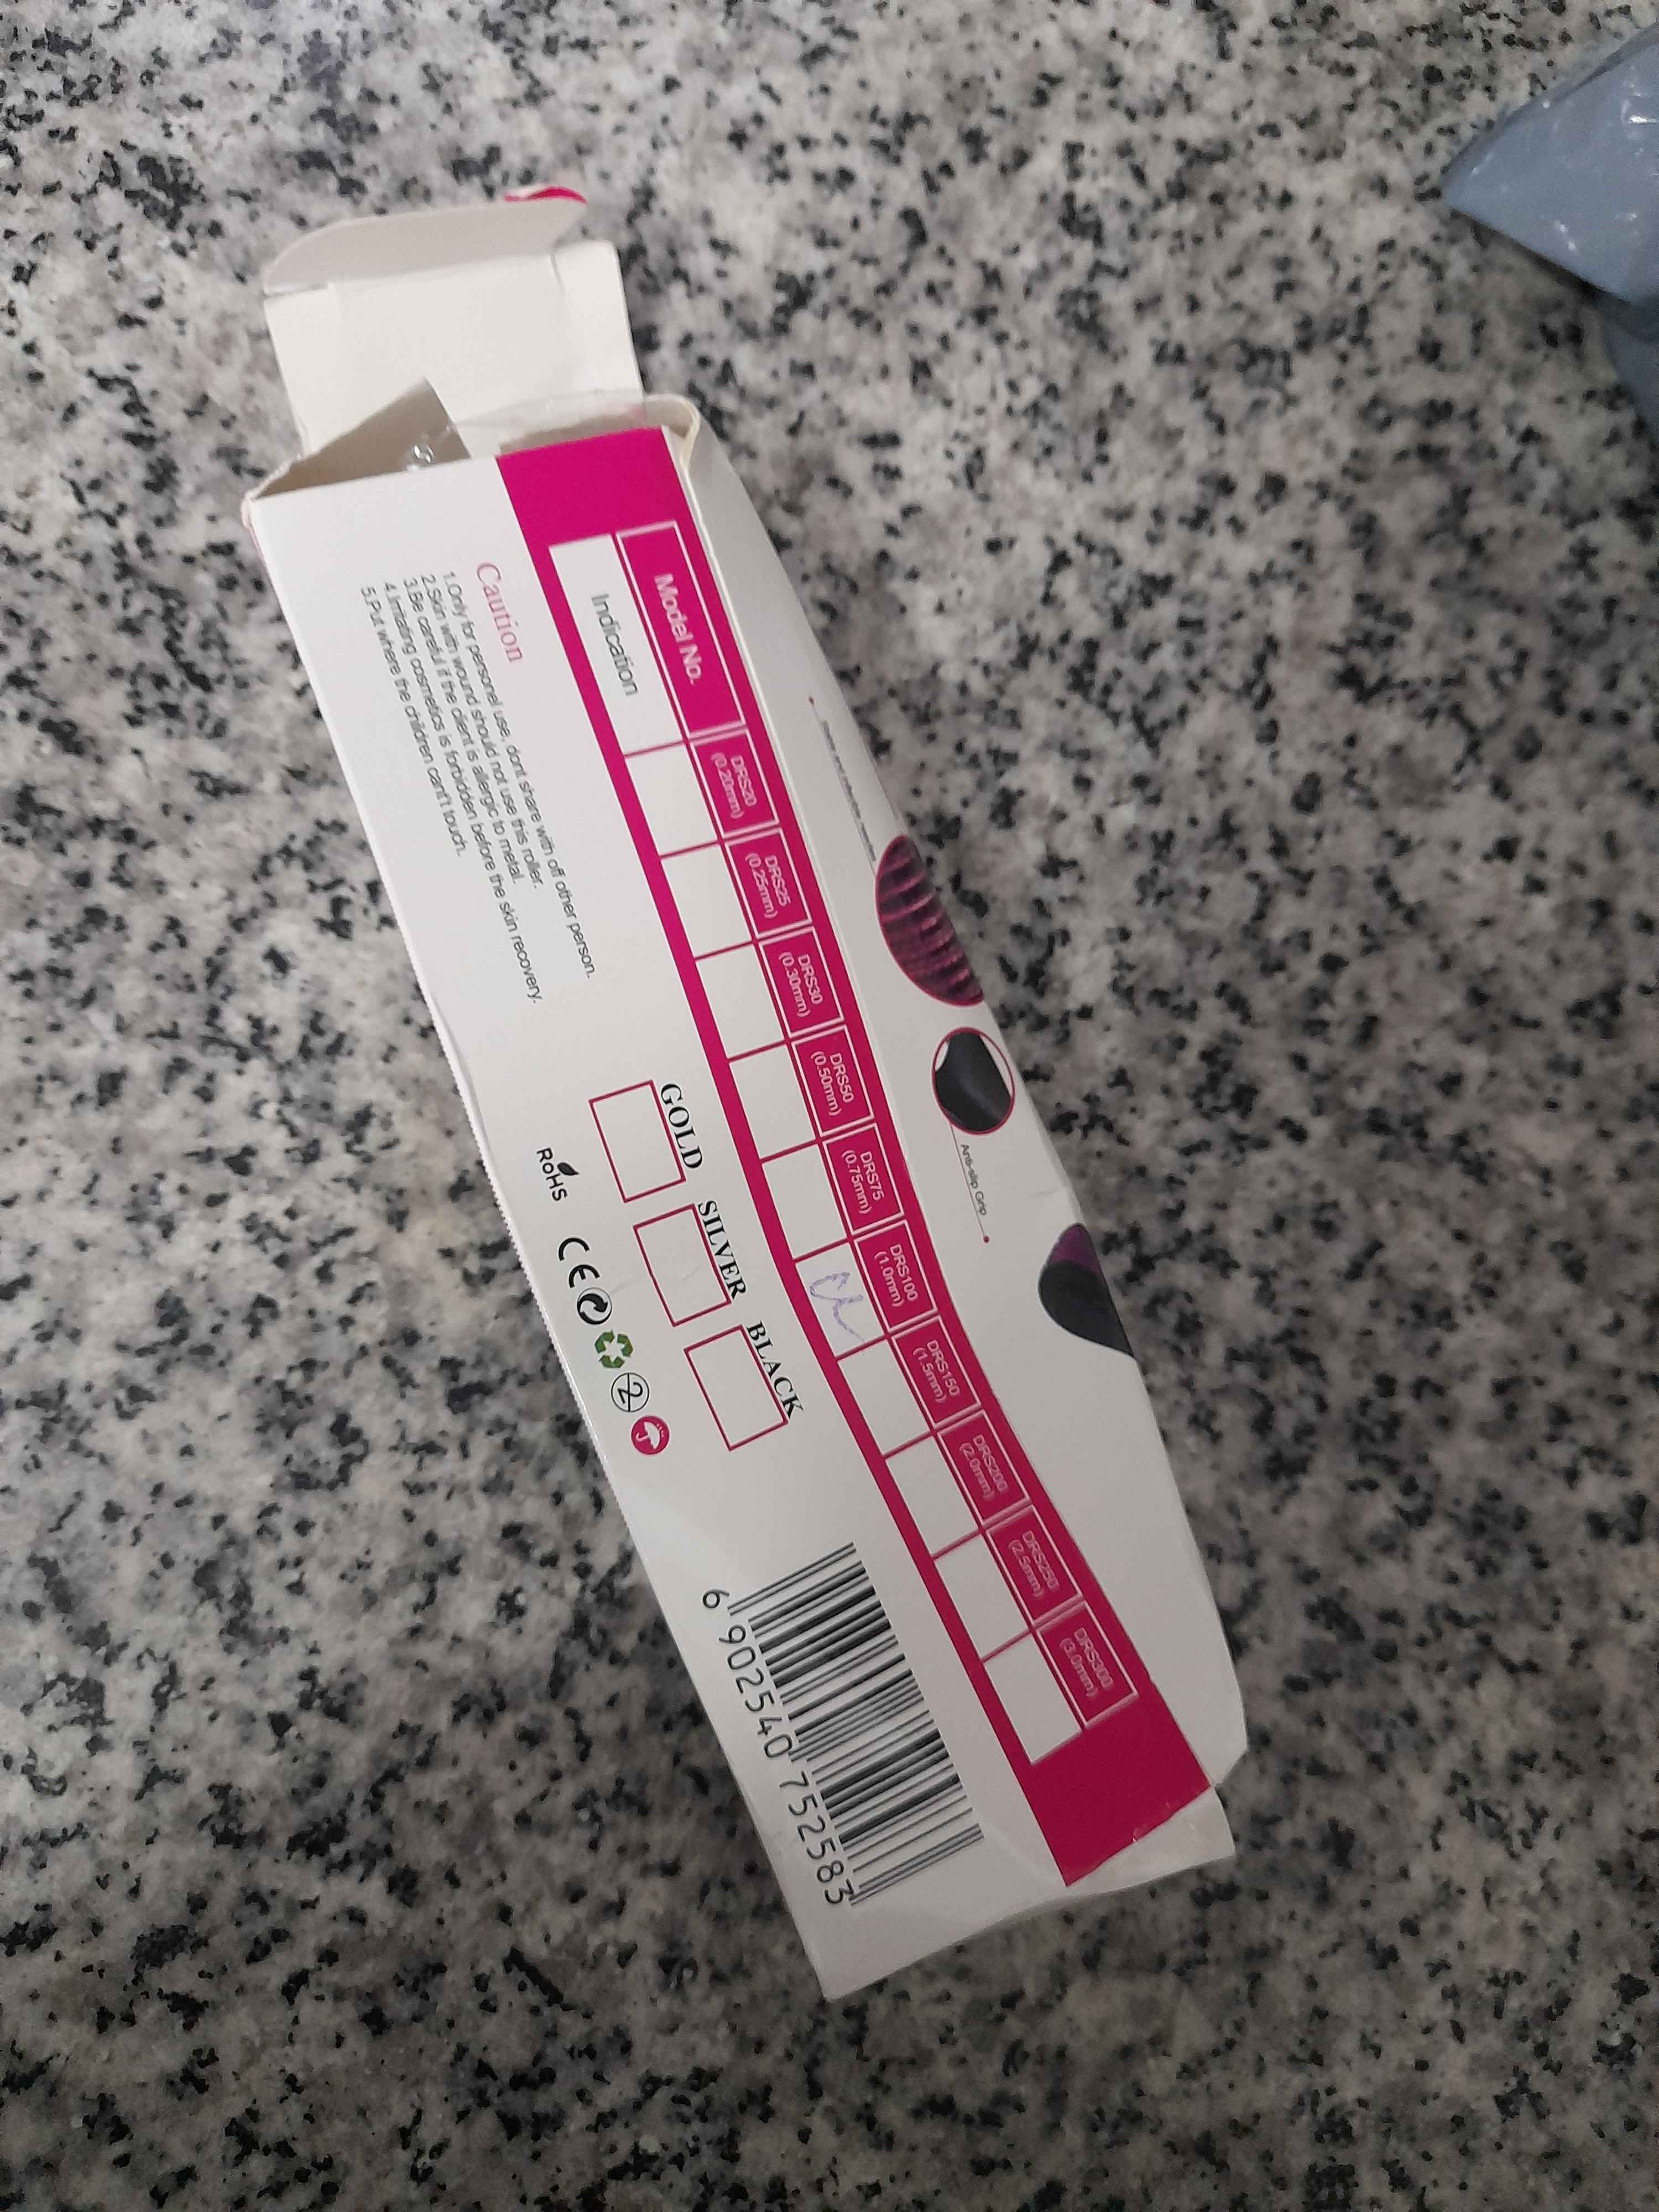 Model No.
DRS20
(0.20mm)
DRS25
(0.25mm)
DRS30
(0.30mm)
DRS50
(0.50mm)
DRS75
(0.75mm)
DRS100
(1.0mm)
DRS150
(1.5mm)
DRS200
(2.0mm)
DRS250
(2.5mm)
DRS300
(3.0mm)
Indication
Caution
1.Only for personel use, dont share with off other person.
2.Skin with wound should not use this roller.
3.Be careful if the client is allergic to metal.
4.Irritating cosmetics is forbidden before the skin recovery.
5.Put where the children can't touch.
GOLD SILVER BLACK
RoHS CE 2
6 902540 752583
Anti-slip Grip